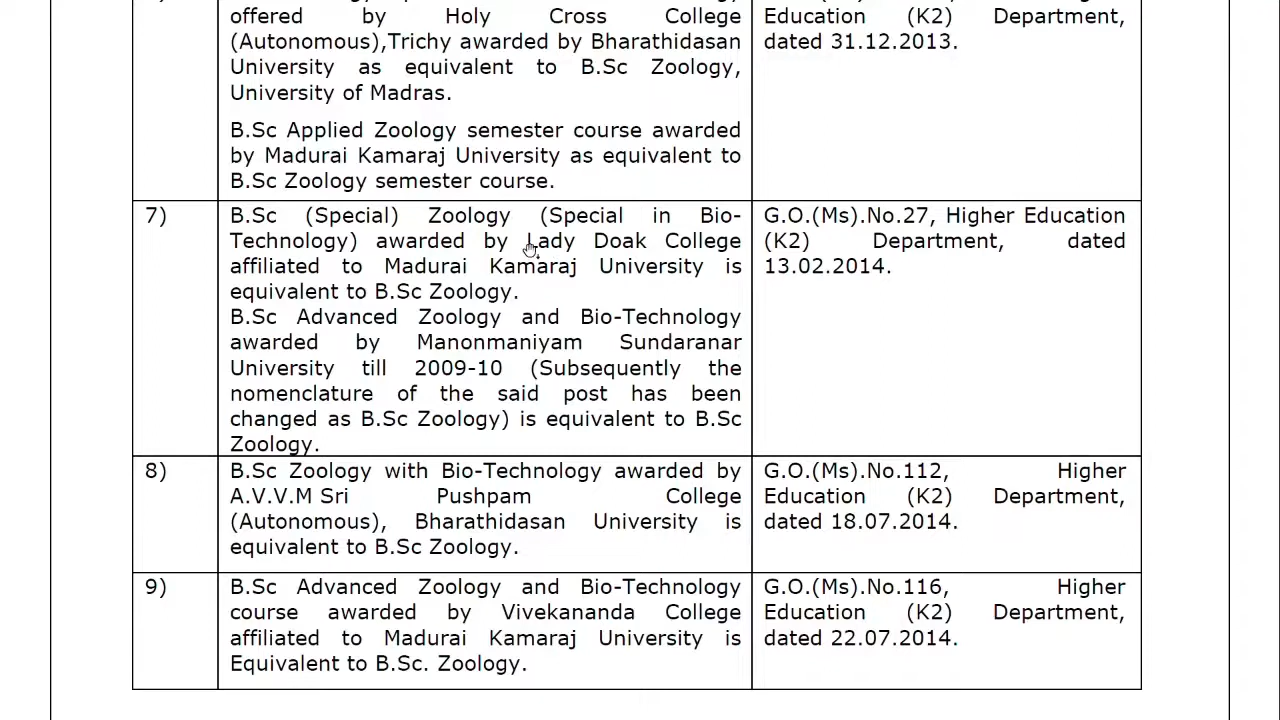 offered by Holy Cross College
(Autonomous),Trichy awarded by Bharathidasan
University as equivalent to B.Sc Zoology,
University of Madras.
B.Sc Applied Zoology semester course awarded
by Madurai Kamaraj University as equivalent to
B.Sc Zoology semester course.
Education (K2) Department,
dated 31.12.2013.
7)
B.Sc (Special) Zoology (Special in Bio-
Technology) awarded by Lady Doak College
affiliated to Madurai Kamaraj University is
equivalent to B.Sc Zoology.
B.Sc Advanced Zoology and Bio-Technology
awarded by Manonmaniyam Sundaranar
University till 2009-10 (Subsequently the
nomenclature of the said post has been
changed as B.Sc Zoology) is equivalent to B.Sc
Zoology.
G.O.(Ms).No.27, Higher Education
(K2) Department, dated
13.02.2014.
8)
B.Sc Zoology with Bio-Technology awarded by
A.V.V.M Sri Pushpam College
(Autonomous), Bharathidasan University is
equivalent to B.Sc Zoology.
G.O.(Ms).No.112, Higher
Education (K2) Department,
dated 18.07.2014.
9)
B.Sc Advanced Zoology and Bio-Technology
course awarded by Vivekananda College
affiliated to Madurai Kamaraj University is
Equivalent to B.Sc. Zoology.
G.O.(Ms).No.116, Higher
Education (K2) Department,
dated 22.07.2014.